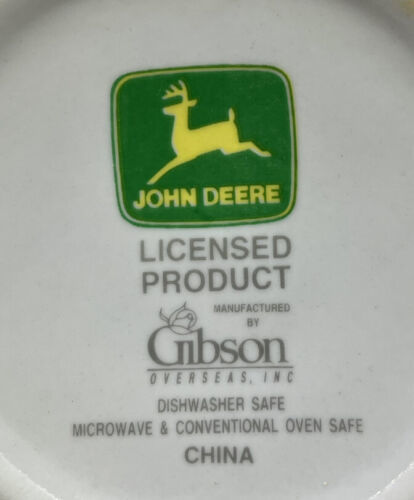 JOHN DEERE
LICENSED
PRODUCT
MANUFACTURED
BY
Gibson
OVERSEAS, INC
DISHWASHER SAFE
MICROWAVE & CONVENTIONAL OVEN SAFE
CHINA